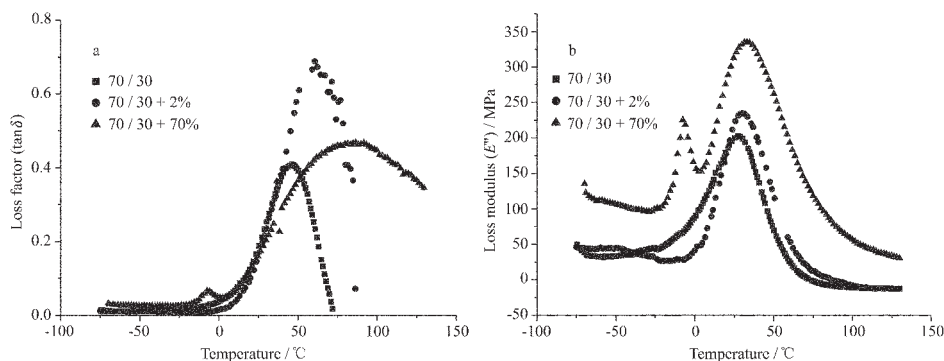 0.8
0.6
0.4
0.2
0.0
Loss factor (tanδ)
a
70 / 30
70 / 30 + 2%
70 / 30 + 70%
-100 -50 0 50 100 150
Temperature / ℃
350
300
250
200
150
100
50
0
-50
Loss modulus (E") / MPa
b
70 / 30
70 / 30 + 2%
70 / 30 + 70%
-100 -50 0 50 100 150
Temperature / ℃